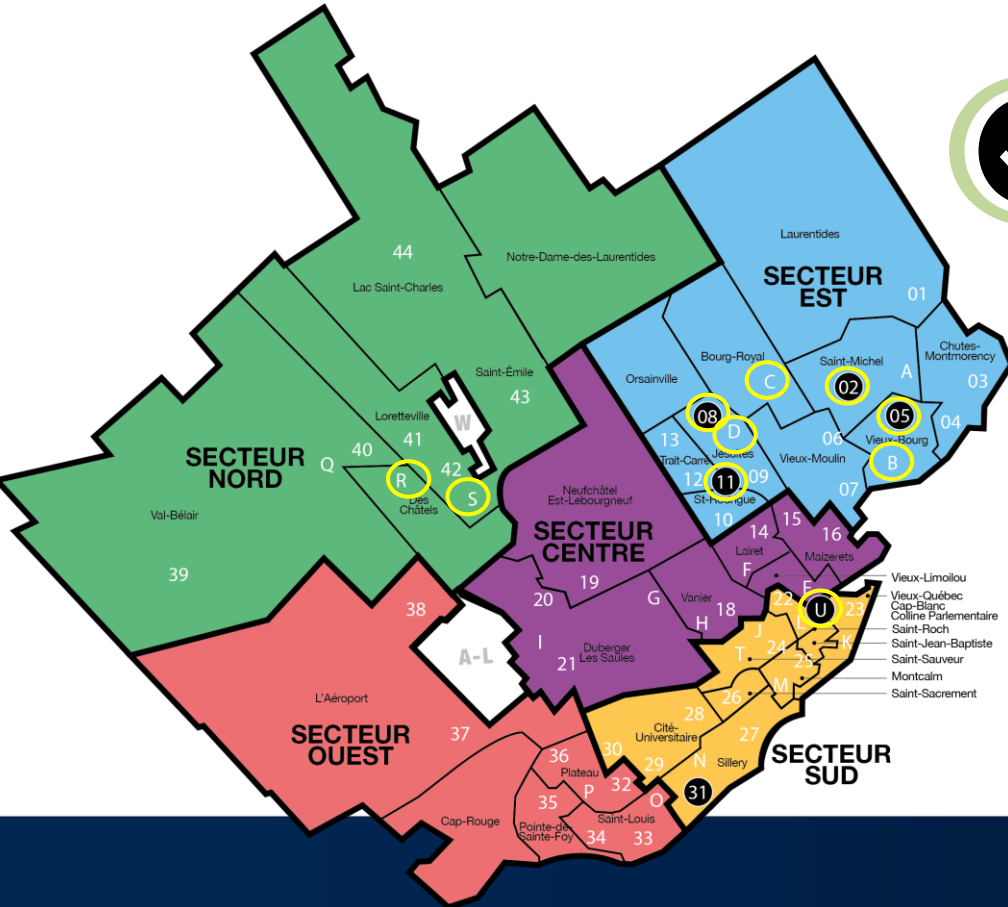 Laurentides
44
Notre-Dame-des-Laurentides
SECTEUR
EST
Lac Saint-Charles
01
Chutes-
Montmorency
Bourg-Royal
Saint-Michel
Saint-Émile
Orsainville
C
02
A
03
43
Loretteville
W
08
05
04
D
41
13
06
Vieux-Bourg
40
Q
SECTEUR
NORD
42
Trait-Carré
Jésuites
Vieux-Moulin
B
R
12
11
09
S
Des
Châtels
Neufchâtel
Est-Lebourgneuf
St-Rodrigue
07
Val-Bélair
10
15
SECTEUR
CENTRE
14
16
Lairet
Maizerets
F
39
19
Vieux-Limoilou
E
20
G
Vanier
22
U
23
Vieux-Québec
Cap-Blanc
Colline Parlementaire
38
18
H
L
Saint-Roch
J
I
K
Saint-Jean-Baptiste
A-L
Duberger
Les Saules
24
T
25
Saint-Sauveur
21
M
Montcalm
26
Saint-Sacrement
L'Aéroport
28
Cité-
Universitaire
SECTEUR
OUEST
37
27
30
36
N
SECTEUR
SUD
29
Sillery
Plateau
32
P
31
35
O
Cap-Rouge
Pointe-de-
Sainte-Foy
Saint-Louis
34
33